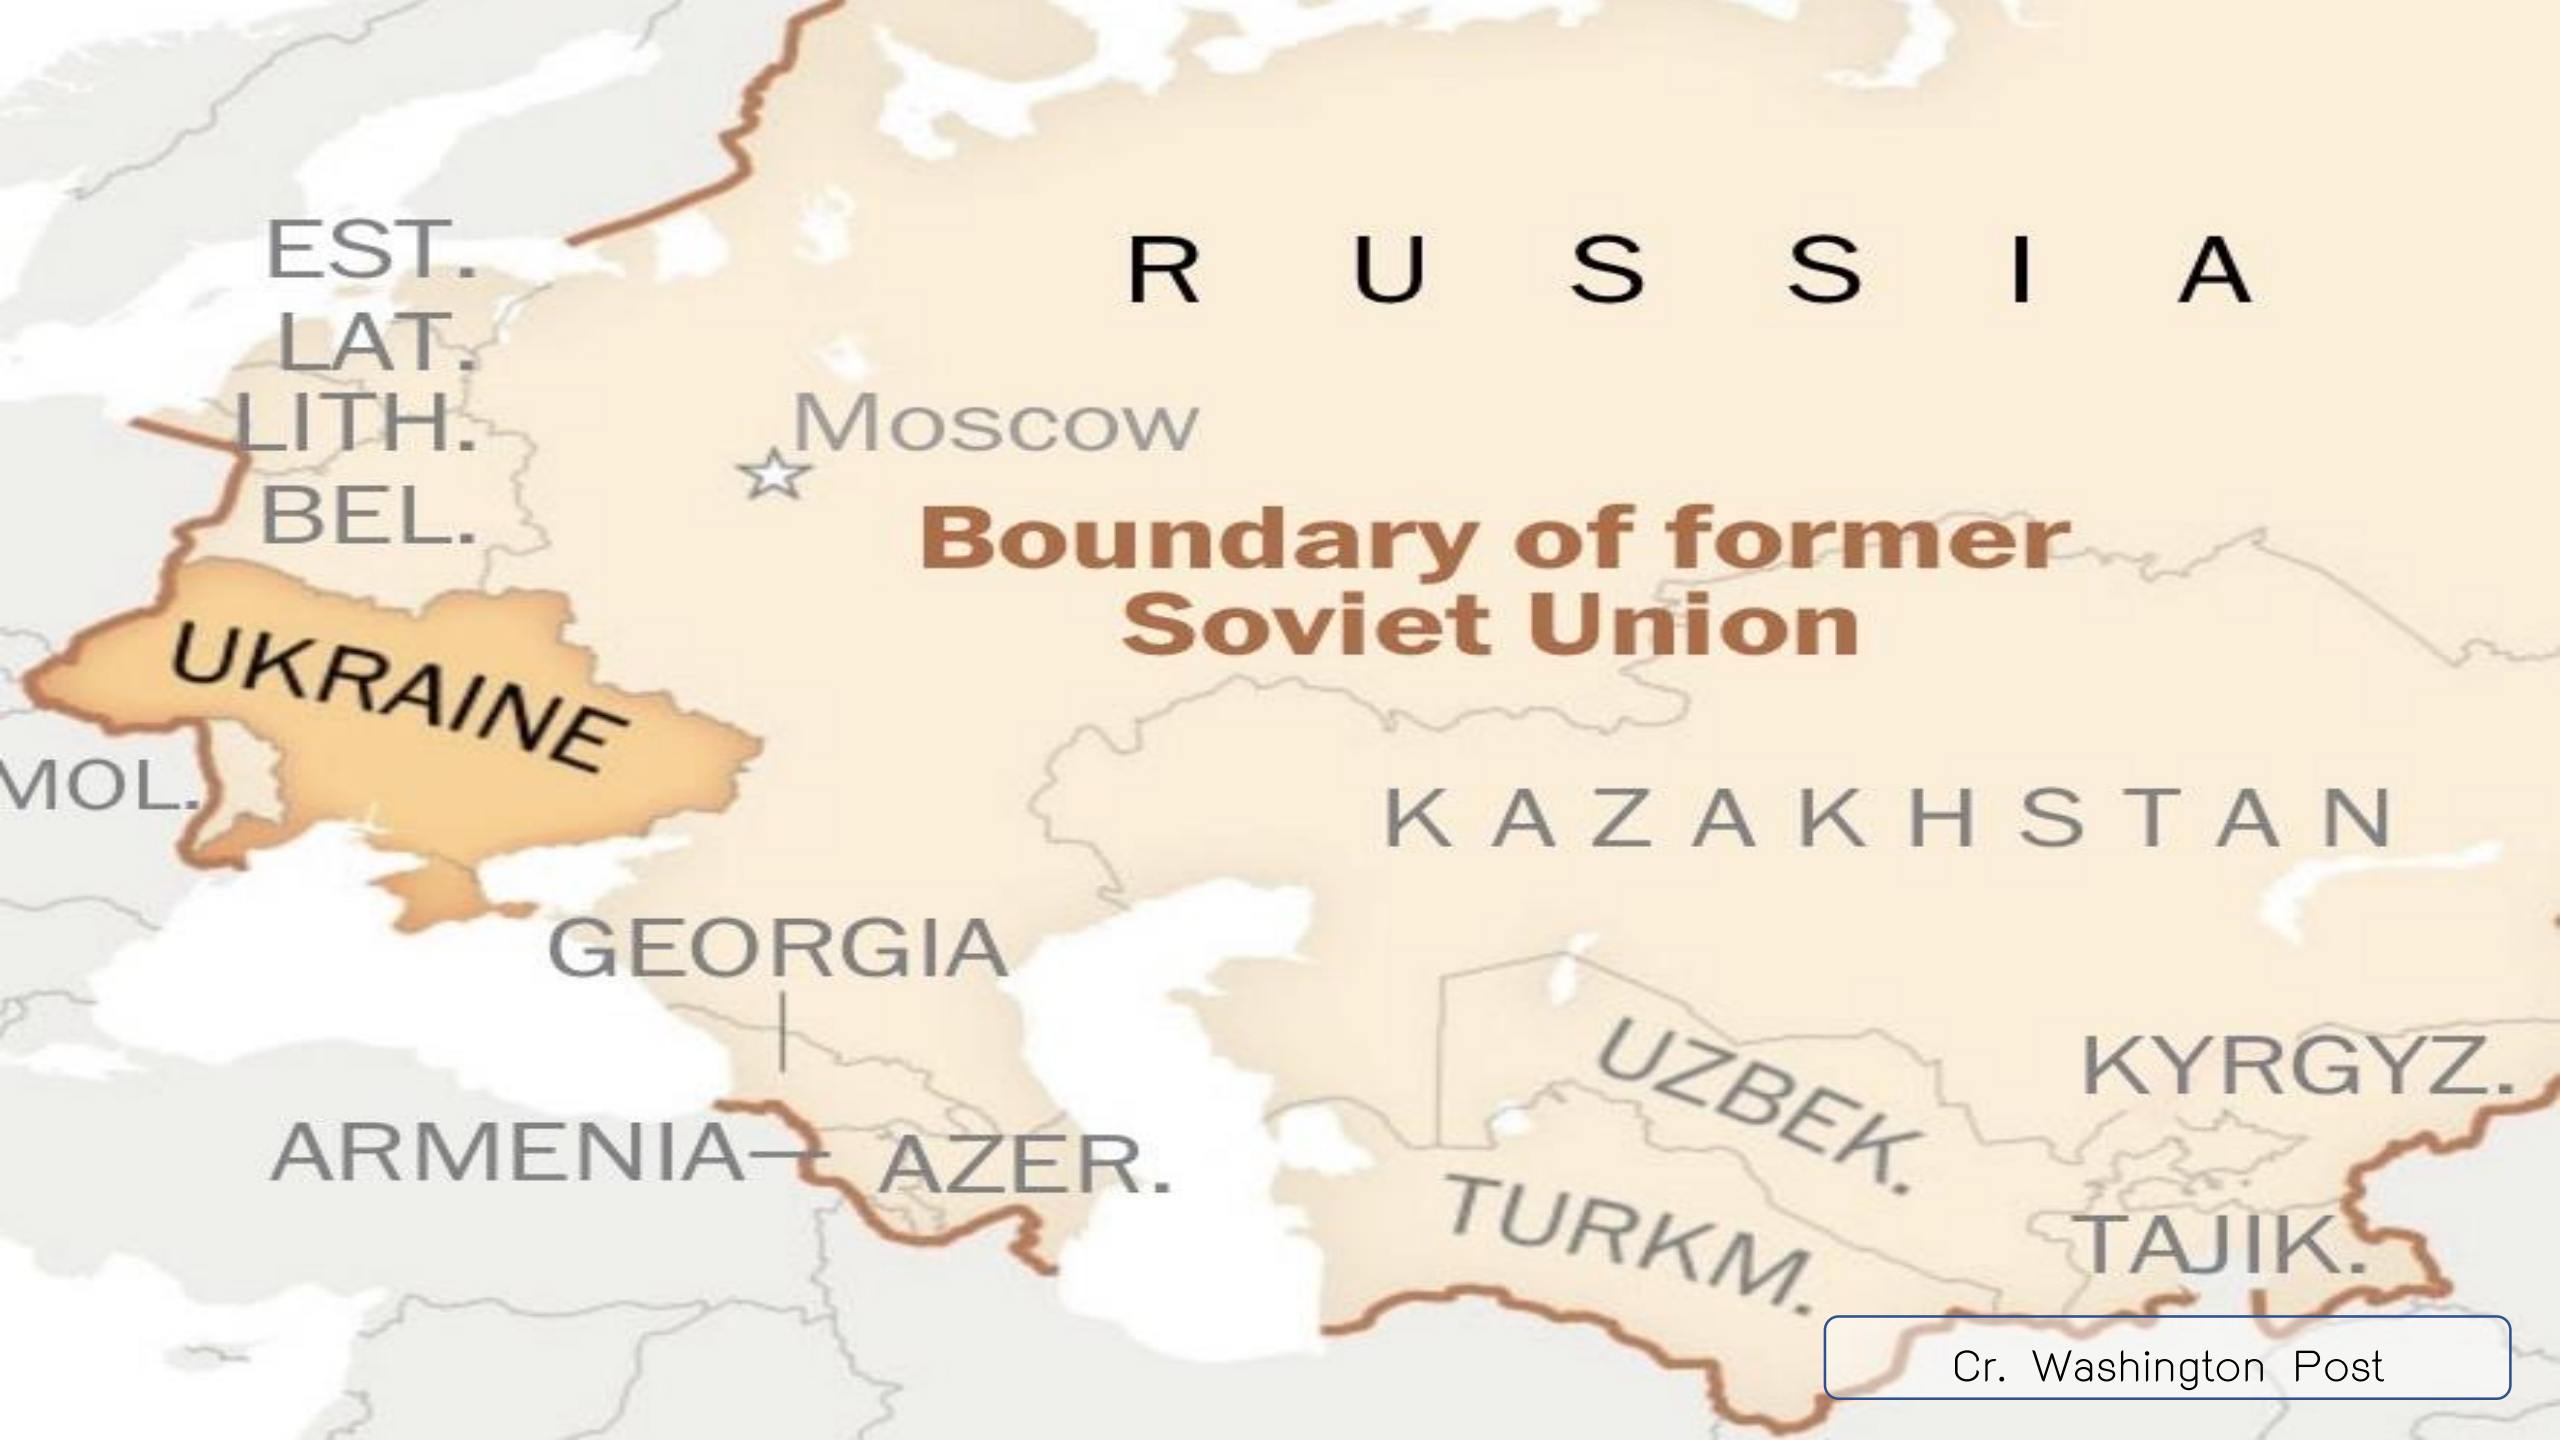 EST.
LAT.
LITH.
BEL.
R U S S I A
Moscow
Boundary of former
Soviet Union
UKRAINE
MOL.
KAZAKHSTAN
GEORGIA
ARMENIA
AZER.
UZBEK.
TURKM.
KYRGYZ.
TAJIK.
Cr. Washington Post